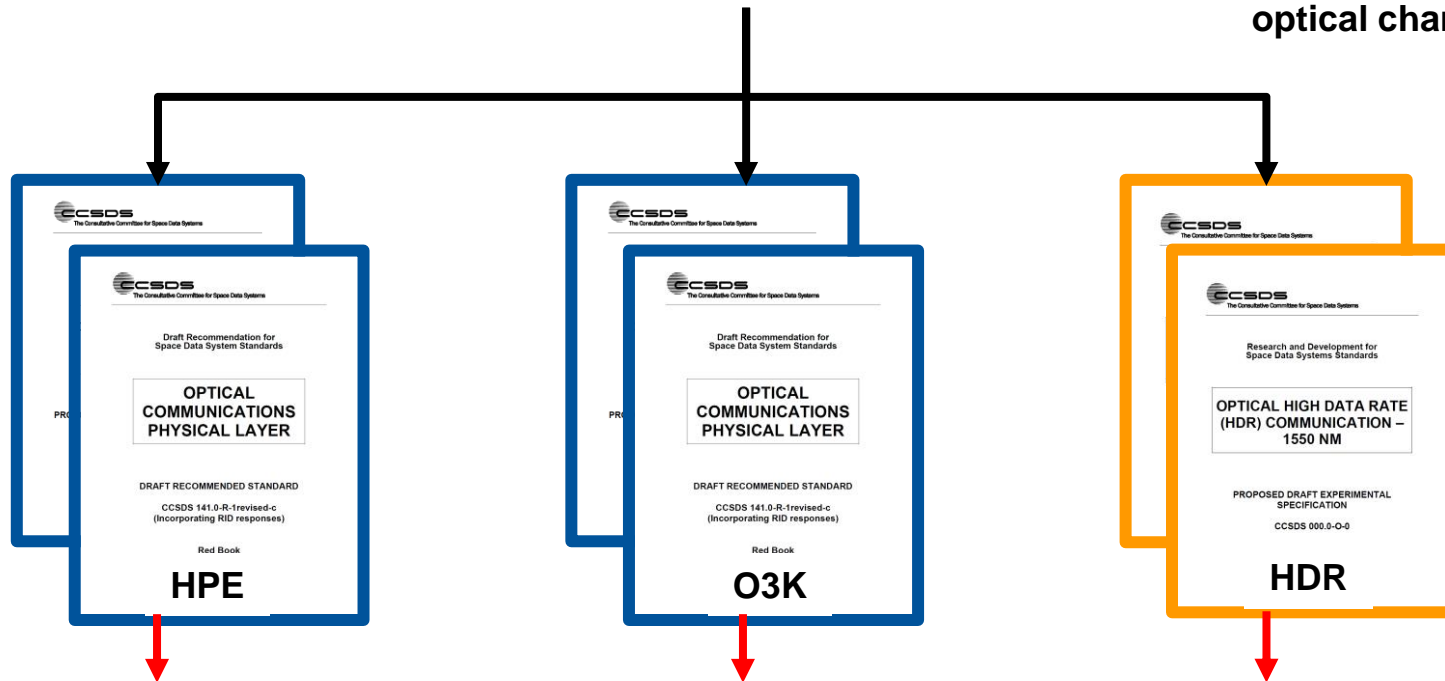 optical char
CCSDS
The Consultative Committee for Space Data Systems
CCSDS
The Consultative Committee for Space Data Systems
Draft Recommendation for
Space Data System Standards
OPTICAL
COMMUNICATIONS
PHYSICAL LAYER
PRO
DRAFT RECOMMENDED STANDARD
CCSDS 141.0-R-1revised-c
(Incorporating RID responses)
Red Book
HPE
CCSDS
The Consultative Committee for Space Data Systems
CCSDS
The Consultative Committee for Space Data Systems
Draft Recommendation for
Space Data System Standards
OPTICAL
COMMUNICATIONS
PHYSICAL LAYER
PR
DRAFT RECOMMENDED STANDARD
CCSDS 141.0-R-1revised-c
(Incorporating RID responses)
Red Book
O3K
CCSDS
The Consultative Committee for Space Data Systems
CCSDS
The Consultative Committee for Space Data Systems
Research and Development for
Space Data Systems Standards
OPTICAL HIGH DATA RATE
(HDR) COMMUNICATION –
1550 NM
PROPOSED DRAFT EXPERIMENTAL
SPECIFICATION
CCSDS 000.0-O-0
HDR